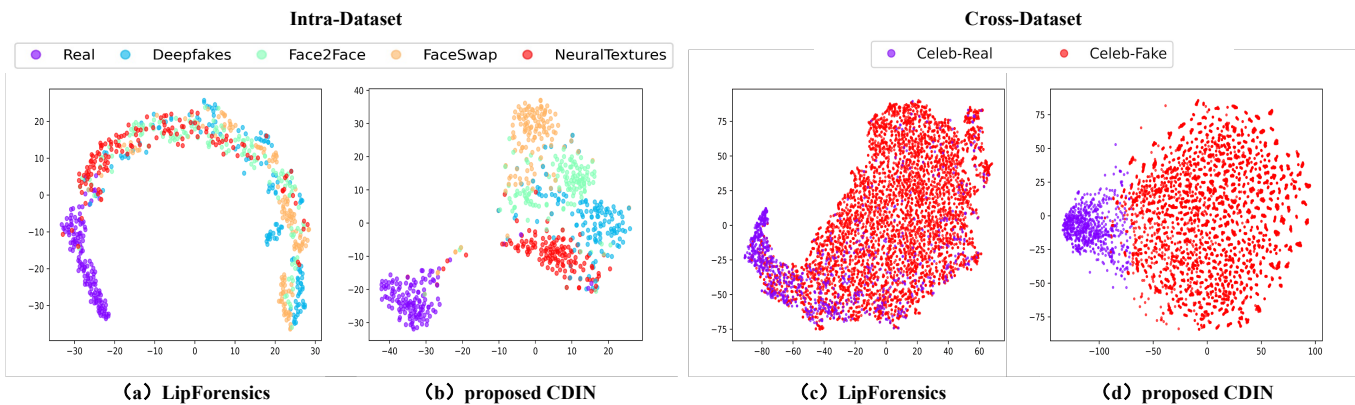 Intra-Dataset
Cross-Dataset
Real Deepfakes Face2Face FaceSwap NeuralTextures
Celeb-Real Celeb-Fake
20
10
0
−10
−20
−30
−30 −20 −10 0 10 20 30
40
30
20
10
0
−10
−20
−30
−40 −30 −20 −10 0 10 20
75
50
25
0
−25
−50
−75
−80 −60 −40 −20 0 20 40 60
75
50
25
0
−25
−50
−75
−100 −50 0 50 100
（a）LipForensics
（b）proposed CDIN
（c）LipForensics
（d）proposed CDIN